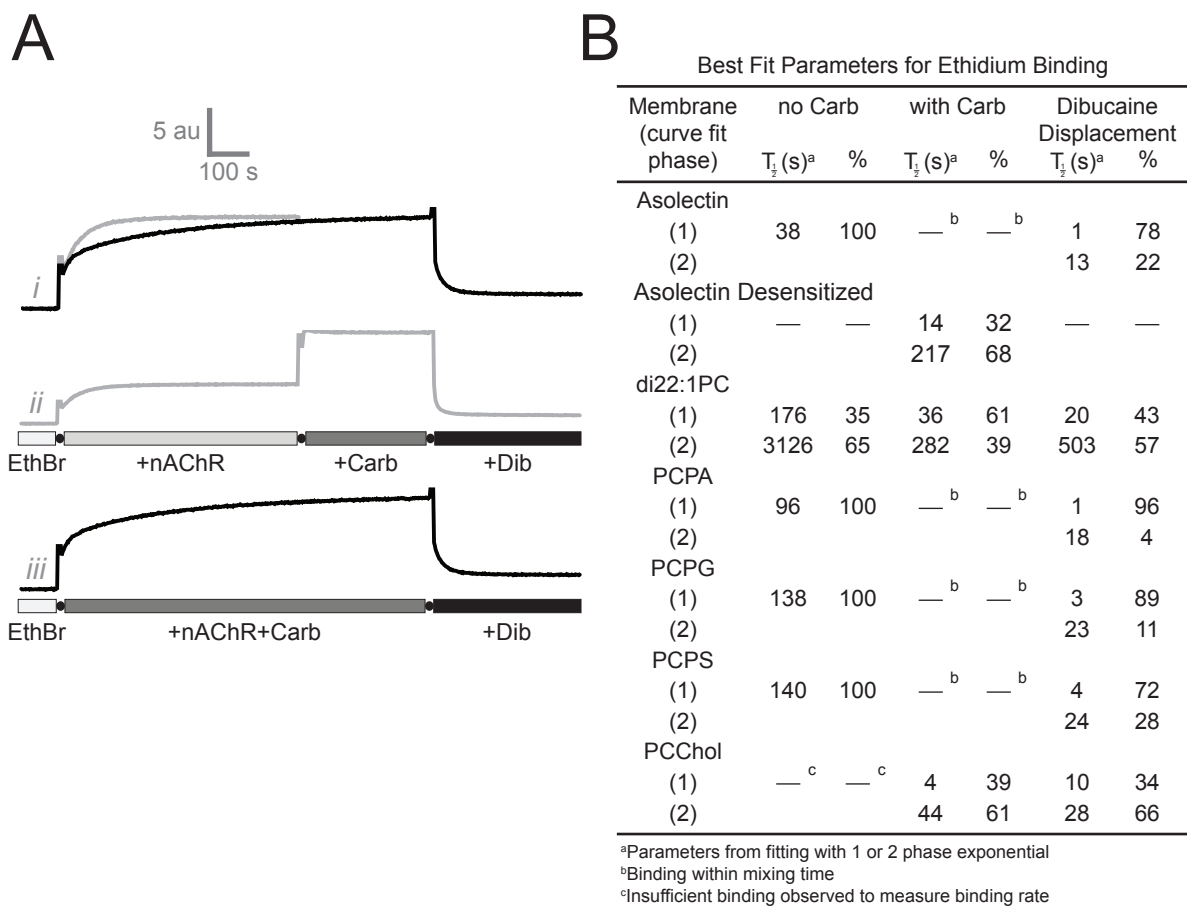 A
5 au
100 s
i
ii
EthBr +nAChR +Carb +Dib
iii
EthBr +nAChR+Carb +Dib
B
Best Fit Parameters for Ethidium Binding
Membrane (curve fit phase) no Carb with Carb Dibucaine Displacement
T½(s)ᵃ % T½(s)ᵃ % T½(s)ᵃ %
Asolectin
(1) 38 100 —ᵇ —ᵇ 1 78
(2) 13 22
Asolectin Desensitized
(1) — — 14 32 — —
(2) 217 68
di22:1PC
(1) 176 35 36 61 20 43
(2) 3126 65 282 39 503 57
PCPA
(1) 96 100 —ᵇ —ᵇ 1 96
(2) 18 4
PCPG
(1) 138 100 —ᵇ —ᵇ 3 89
(2) 23 11
PCPS
(1) 140 100 —ᵇ —ᵇ 4 72
(2) 24 28
PCChol
(1) —ᶜ —ᶜ 4 39 10 34
(2) 44 61 28 66
ᵃParameters from fitting with 1 or 2 phase exponential
ᵇBinding within mixing time
ᶜInsufficient binding observed to measure binding rate